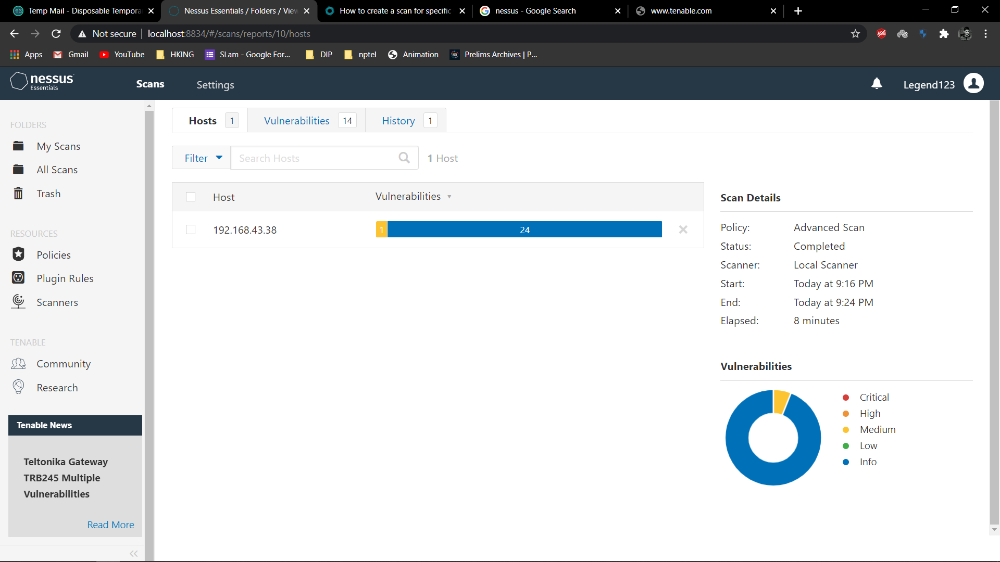 Temp Mail - Disposable Tempora
Nessus Essentials / Folders / View
How to create a scan for specific
nessus - Google Search
www.tenable.com
Not secure
localhost:8834/#/scans/reports/10/hosts
Apps
Gmail
YouTube
HKING
SLam - Google For...
DIP
nptel
Animation
Prelims Archives | P...
nessus
Essentials
Scans
Settings
Legend123
FOLDERS
My Scans
All Scans
Trash
RESOURCES
Policies
Plugin Rules
Scanners
TENABLE
Community
Research
Tenable News
Teltonika Gateway
TRB245 Multiple
Vulnerabilities
Read More
Hosts 1
Vulnerabilities 14
History 1
Filter
Search Hosts
1 Host
Host
Vulnerabilities
192.168.43.38
1
24
Scan Details
Policy: Advanced Scan
Status: Completed
Scanner: Local Scanner
Start: Today at 9:16 PM
End: Today at 9:24 PM
Elapsed: 8 minutes
Vulnerabilities
Critical
High
Medium
Low
Info